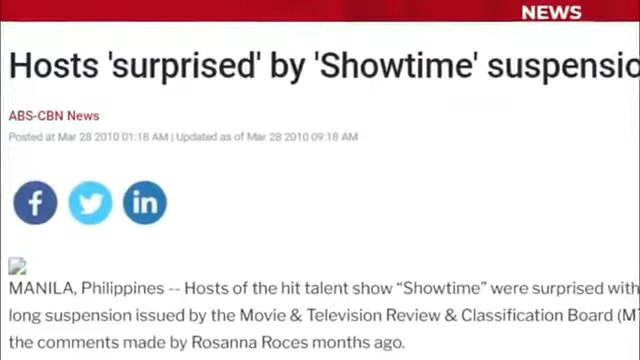 NEWS
Hosts 'surprised' by 'Showtime' suspensio
ABS-CBN News
Posted at Mar 28 2010 01:18 AM | Updated as of Mar 28 2010 09:18 AM
f in
MANILA, Philippines -- Hosts of the hit talent show “Showtime” were surprised with
long suspension issued by the Movie & Television Review & Classification Board (MT
the comments made by Rosanna Roces months ago.